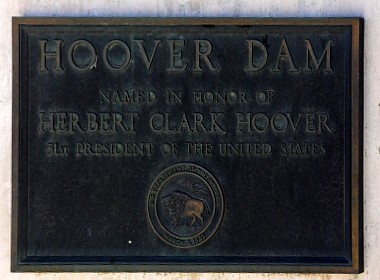 HOOVER DAM
NAMED IN HONOR OF
HERBERT CLARK HOOVER
31ST PRESIDENT OF THE UNITED STATES